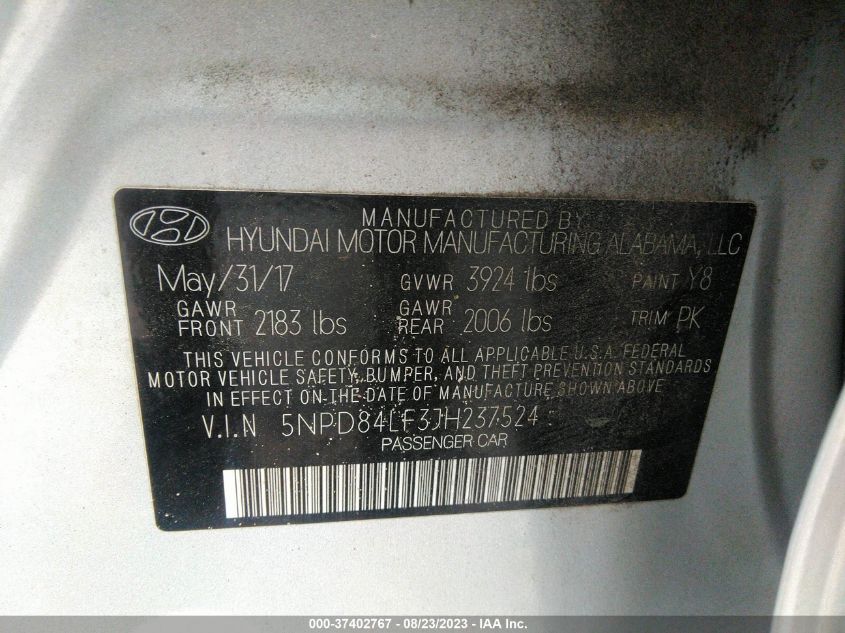 MANUFACTURED BY
HYUNDAI MOTOR MANUFACTURING ALABAMA, LLC
May/31/17 GVWR 3924 lbs PAINT Y8
GAWR FRONT 2183 lbs GAWR REAR 2006 lbs TRIM PK
THIS VEHICLE CONFORMS TO ALL APPLICABLE U.S.A. FEDERAL
MOTOR VEHICLE SAFETY, BUMPER, AND THEFT PREVENTION STANDARDS
IN EFFECT ON THE DATE OF MANUFACTURE SHOWN ABOVE
V.I.N 5NPD84LF3JH237524
PASSENGER CAR
000-37402767 - 08/23/2023 - IAA Inc.